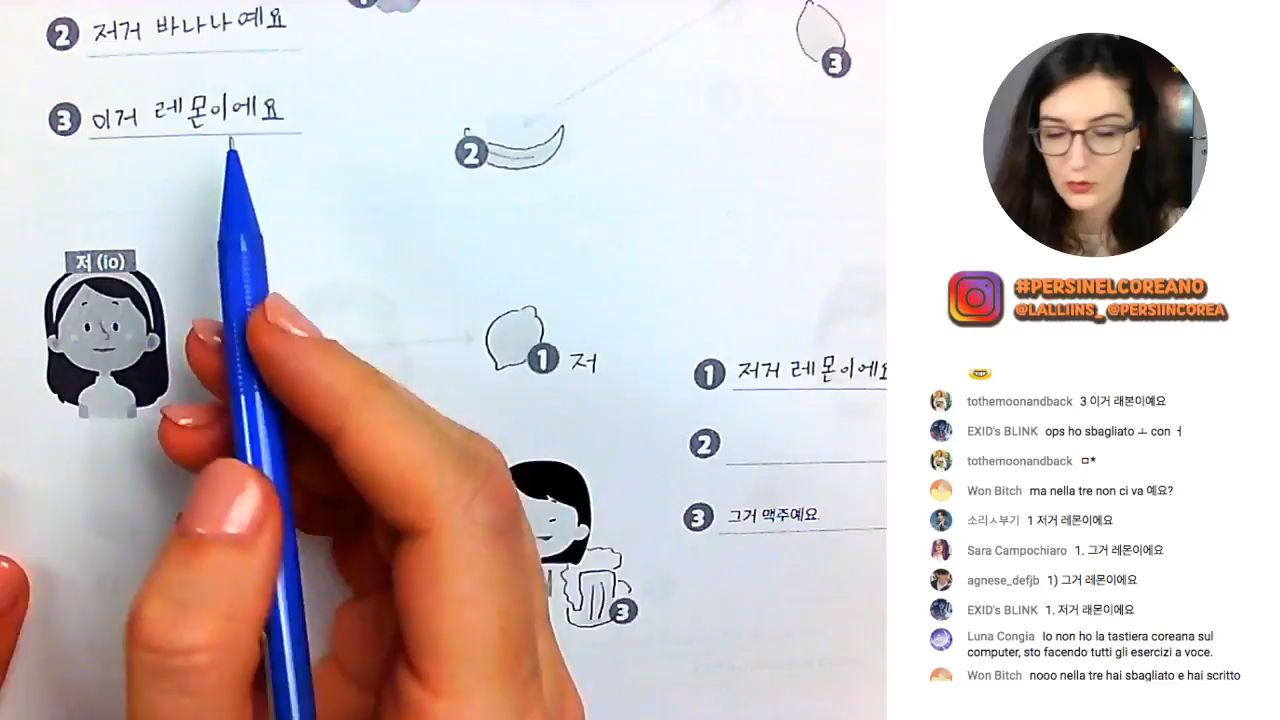 2 저거 바나나예요
3 이거 레몬이에요
3
2
저 (io)
1 저
1 저거 레몬이에요
2
3 그거 맥주예요.
3
#PERSINELCOREANO
@LALLIINS_ @PERSIINCOREA
tothemoonandback 3 이거 래본이예요
EXID's BLINK ops ho sbagliato ㅗ con ㅓ
tothemoonandback ㅁ*
Won Bitch ma nella tre non ci va 예요?
소리ㅅ부기 1 저거 레몬이에요
Sara Campochiaro 1. 그거 레몬이에요
agnese_defjb 1) 그거 레몬이에요
EXID's BLINK 1. 저거 래몬이에요
Luna Congia Io non ho la tastiera coreana sul
computer, sto facendo tutti gli esercizi a voce.
Won Bitch nooo nella tre hai sbagliato e hai scritto